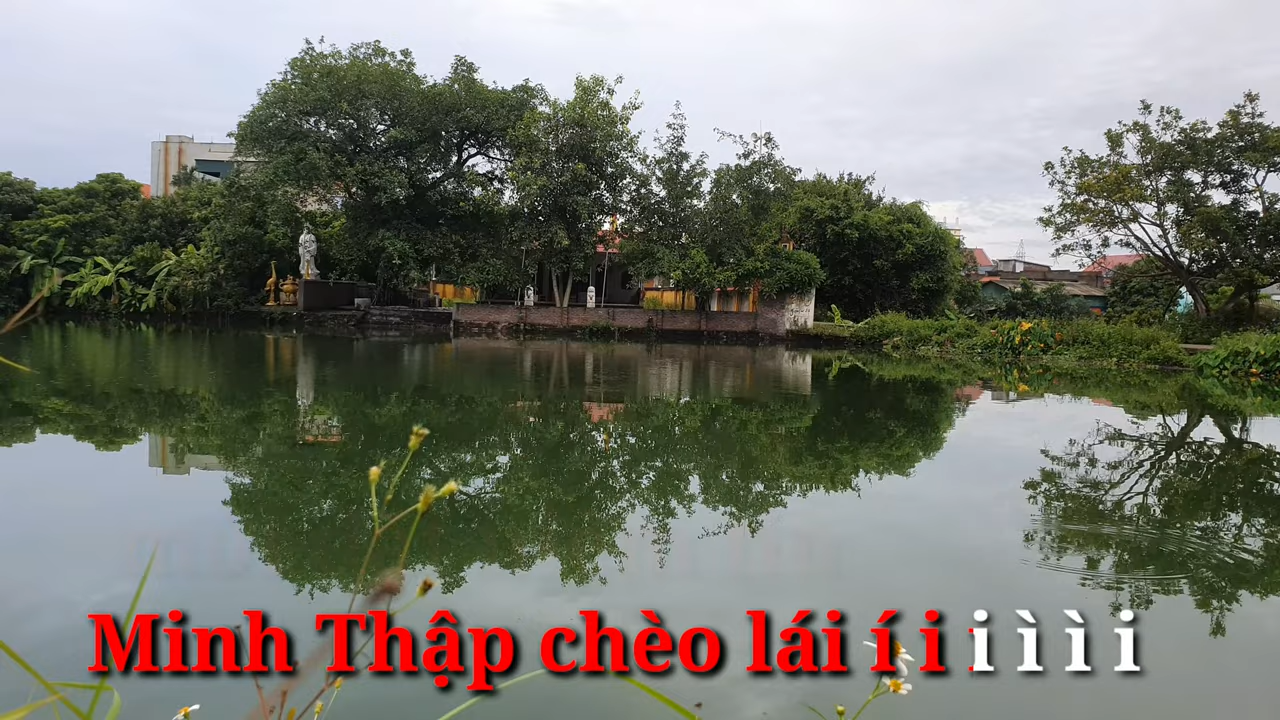 Minh Thập chèo lái í i i ì ì i